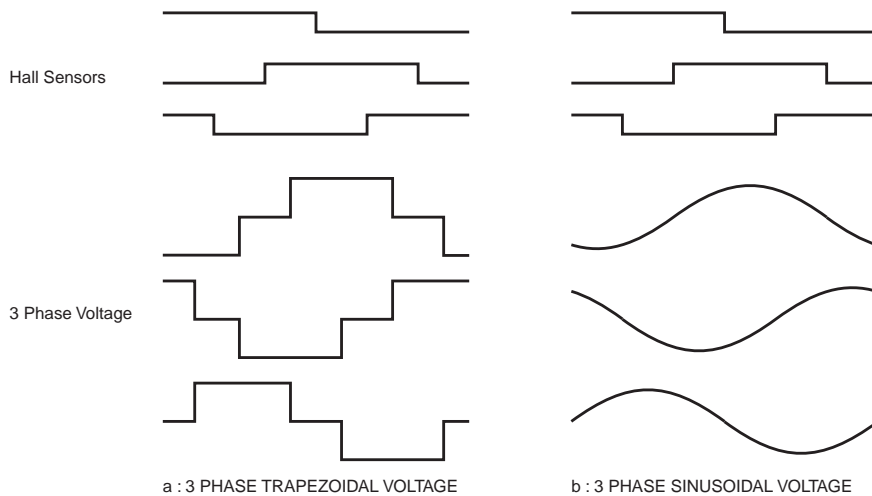 Hall Sensors
3 Phase Voltage
a : 3 PHASE TRAPEZOIDAL VOLTAGE
b : 3 PHASE SINUSOIDAL VOLTAGE